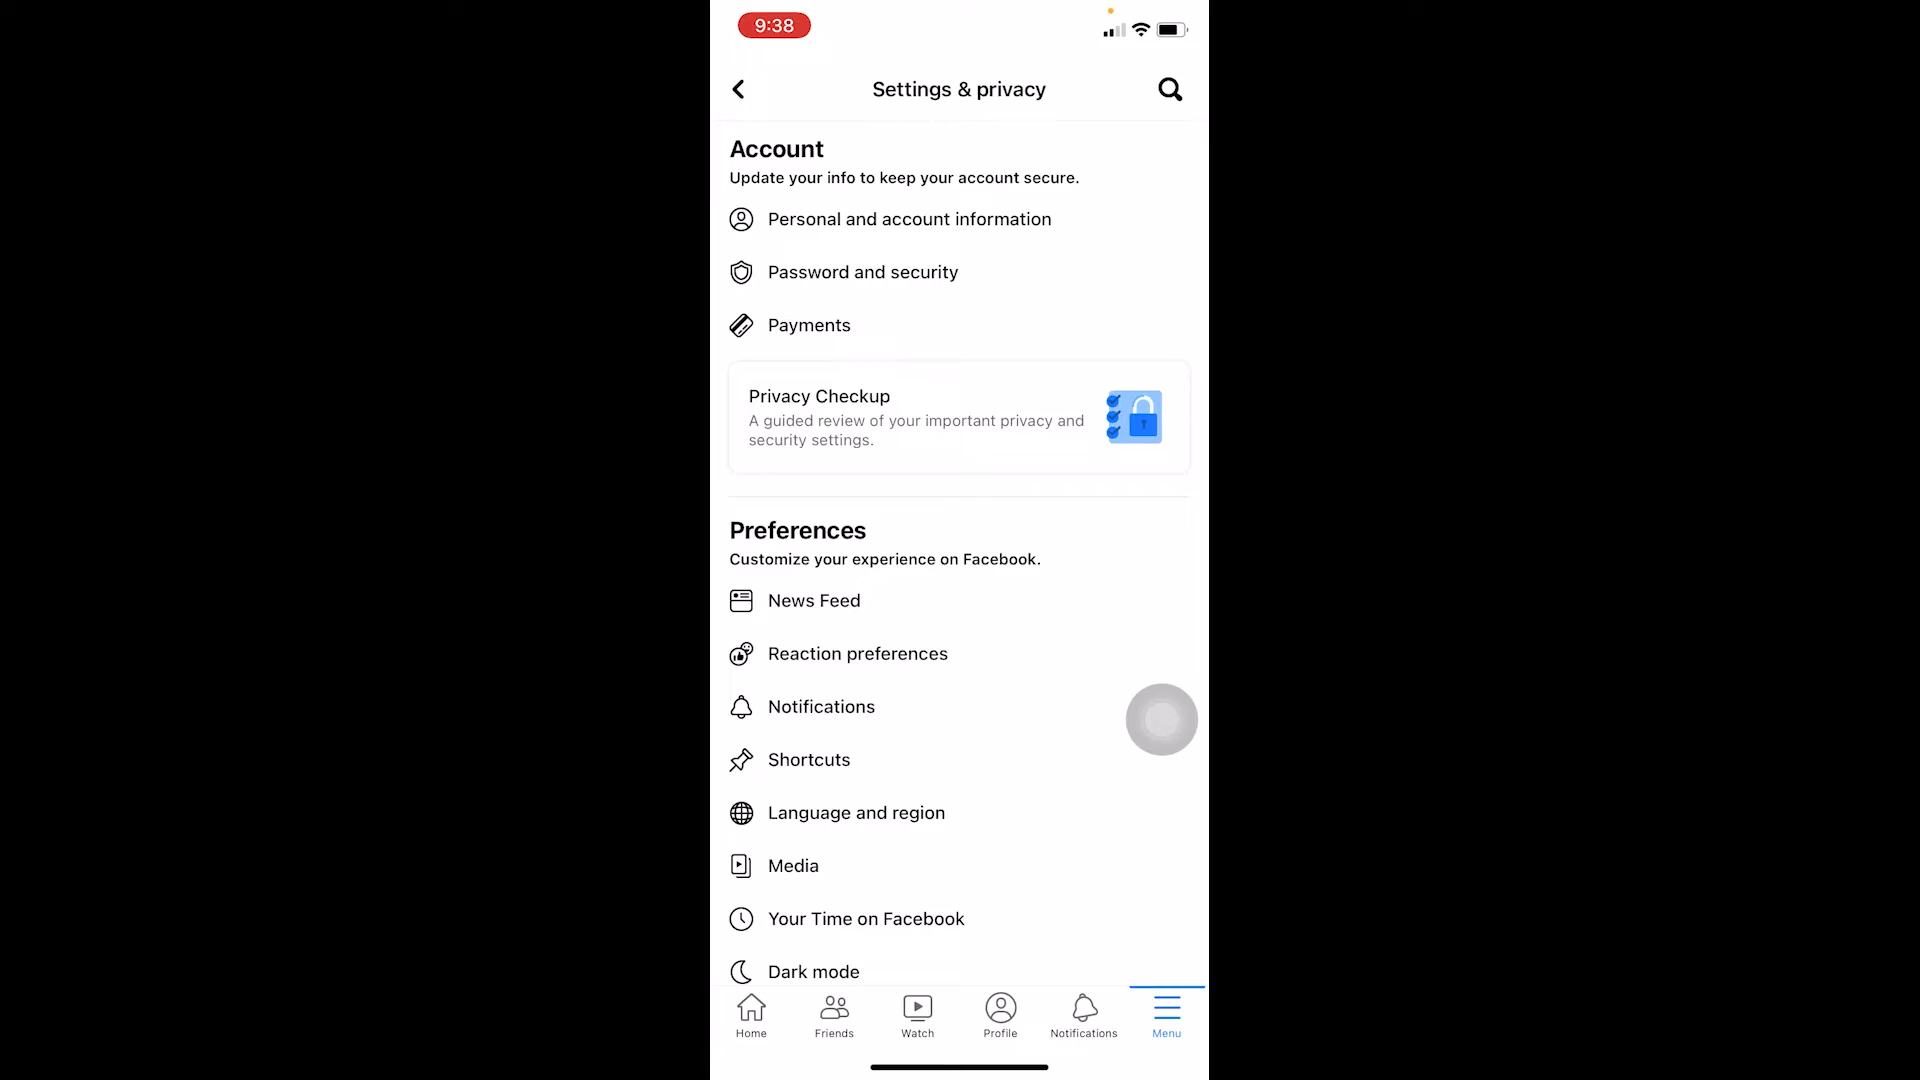 9:38
Settings & privacy
Account
Update your info to keep your account secure.
Personal and account information
Password and security
Payments
Privacy Checkup
A guided review of your important privacy and
security settings.
Preferences
Customize your experience on Facebook.
News Feed
Reaction preferences
Notifications
Shortcuts
Language and region
Media
Your Time on Facebook
Dark mode
Home
Friends
Watch
Profile
Notifications
Menu